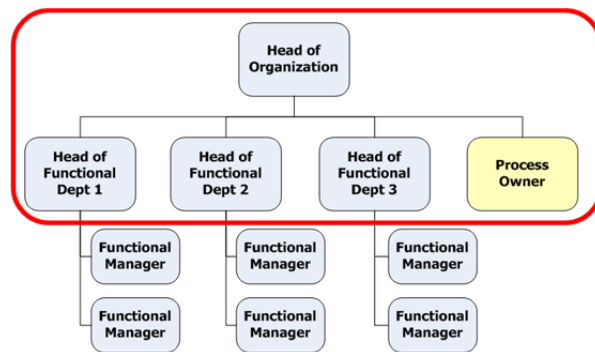 Head of
Organization
Head of
Functional
Dept 1
Head of
Functional
Dept 2
Head of
Functional
Dept 3
Process
Owner
Functional
Manager
Functional
Manager
Functional
Manager
Functional
Manager
Functional
Manager
Functional
Manager